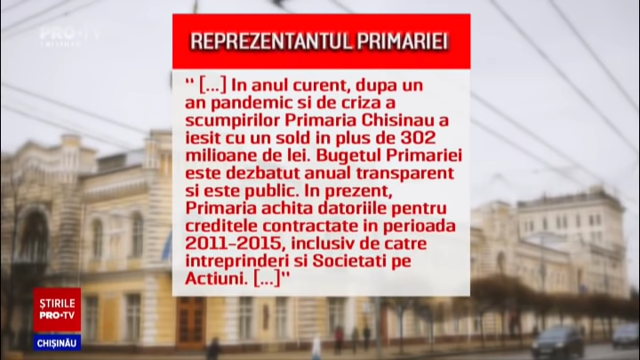 PRO•TV
CHIȘINĂU
REPREZENTANTUL PRIMARIEI
“ [...] In anul curent, dupa un
an pandemic si de criza a
scumpirilor Primaria Chisinau a
iesit cu un sold in plus de 302
milioane de lei. Bugetul Primariei
este dezbatut anual transparent
si este public. In prezent,
Primaria achita datoriile pentru
creditele contractate in perioada
2011-2015, inclusiv de catre
intreprinderi si Societati pe
Actiuni. [...]"
ȘTIRILE
PRO•TV
CHIȘINĂU